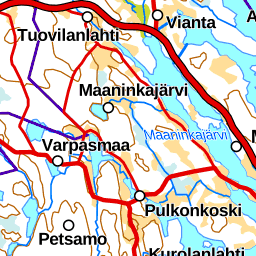 Vianta
Tuovilanlahti
Maaninkajärvi
Maaninkajärvi
Varpasmaa
Pulkonkoski
Petsamo
Kurolanlahti